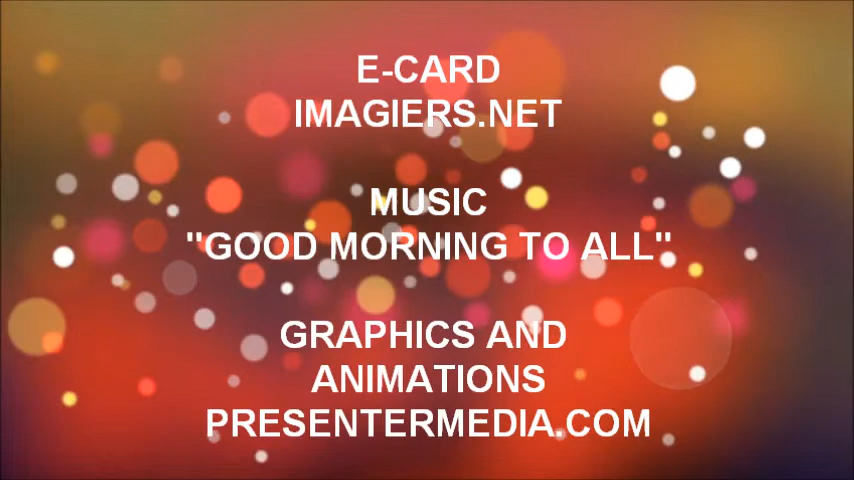 E-CARD
IMAGIERS.NET
MUSIC
"GOOD MORNING TO ALL"
GRAPHICS AND
ANIMATIONS
PRESENTERMEDIA.COM